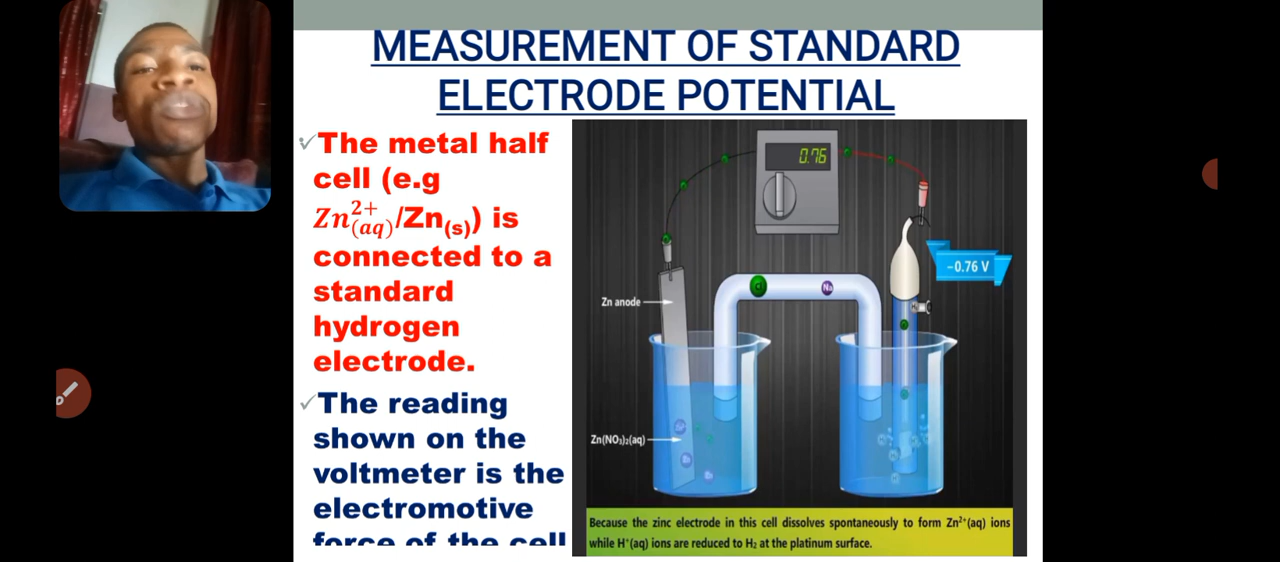 MEASUREMENT OF STANDARD
ELECTRODE POTENTIAL
The metal half
cell (e.g
Zn²⁺(aq)/Zn(s)) is
connected to a
standard
hydrogen
electrode.
The reading
shown on the
voltmeter is the
electromotive
force of the cell
0.76
-0.76 V
Na
Zn anode
Zn(NO₃)₂(aq)
Because the zinc electrode in this cell dissolves spontaneously to form Zn²⁺(aq) ions
while H⁺(aq) ions are reduced to H₂ at the platinum surface.